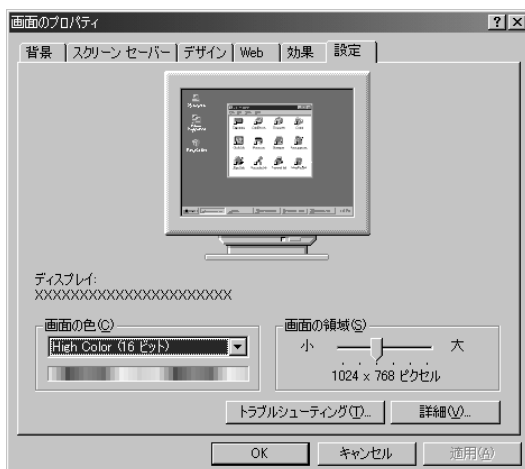 画面のプロパティ
背景 スクリーン セーバー デザイン Web 効果 設定
ディスプレイ:
XXXXXXXXXXXXXXXXXXXXXXX
画面の色(C)
High Color (16 ビット)
画面の領域(S)
小 大
1024 x 768 ピクセル
トラブルシューティング(T)... 詳細(V)...
OK キャンセル 適用(A)